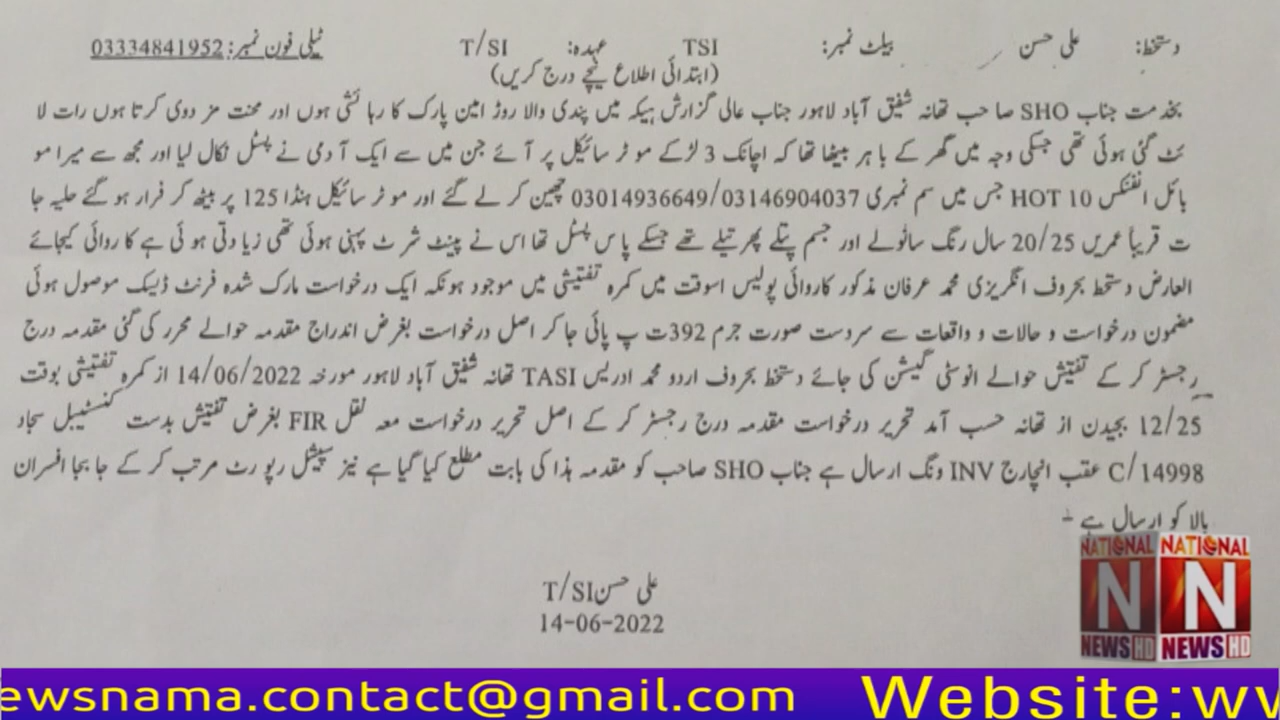 دستخط: علی حسن بیلٹ نمبر: TSI عہدہ: T/SI ٹیلی فون نمبر: 03334841952
(ابتدائی اطلاع نیچے درج کریں)
بخدمت جناب SHO صاحب تھانہ شفیق آباد لاہور جناب عالی گزارش ہیکہ میں بندی والا روڑ امین پارک کا رہائشی ہوں اور محنت مزدوی کرتا ہوں رات لا
ئٹ گئی ہوئی تھی جسکی وجہ میں گھر کے باہر بیٹھا تھا کہ اچانک 3 لڑکے موٹر سائیکل پر آئے جن میں سے ایک آدمی نے پسٹل نکال لیا اور مجھ سے میرا مو
بائل انفنکس HOT 10 جس میں سم نمبری 03014936649/03146904037 چھین کر لے گئے اور موٹر سائیکل ہنڈا 125 پر بیٹھ کر فرار ہو گئے حلیہ جا
ت قریباً عمریں 20/25 سال رنگ سانولے اور جسم پتلے پھر تیلے تھے جسکے پاس پسٹل تھا اس نے پینٹ شرٹ پہنی ہوئی تھی زیادتی ہوئی ہے کاروائی کیجائے
العارض دستخط بحروف انگریزی محمد عرفان مذکور کاروائی پولیس اسوقت میں کمرہ تفتیشی میں موجود ہونکہ ایک درخواست مارک شدہ فرنٹ ڈیسک موصول ہوئی
مضمون درخواست و حالات و واقعات سے سردست صورت جرم 392ت پ پائی جا کر اصل درخواست بغرض اندراج مقدمہ حوالے محرر کی گئی مقدمہ درج
رجسٹر کر کے تفتیش حوالے انوسٹی گیشن کی جائے دستخط بحروف اردو محمد ادریس TASI تھانہ شفیق آباد لاہور مورخہ 14/06/2022 از کمرہ تفتیشی بوقت
12/25 بجیدن از تھانہ حسب آمد تحریر درخواست مقدمہ درج رجسٹر کر کے اصل تحریر درخواست معہ نقل FIR بغرض تفتیش بدست کنسٹیبل سجاد
C/14998 عقب انچارج INV ونگ ارسال ہے جناب SHO صاحب کو مقدمہ ہذا کی بابت مطلع کیا گیا ہے نیز سپیشل رپورٹ مرتب کر کے جابجا افسران
بالا کو ارسال ہے -
علی حسن T/SI
14-06-2022
NATIONAL NATIONAL
N N
NEWS HD NEWS HD
ewsnama.contact@gmail.com Website:wv